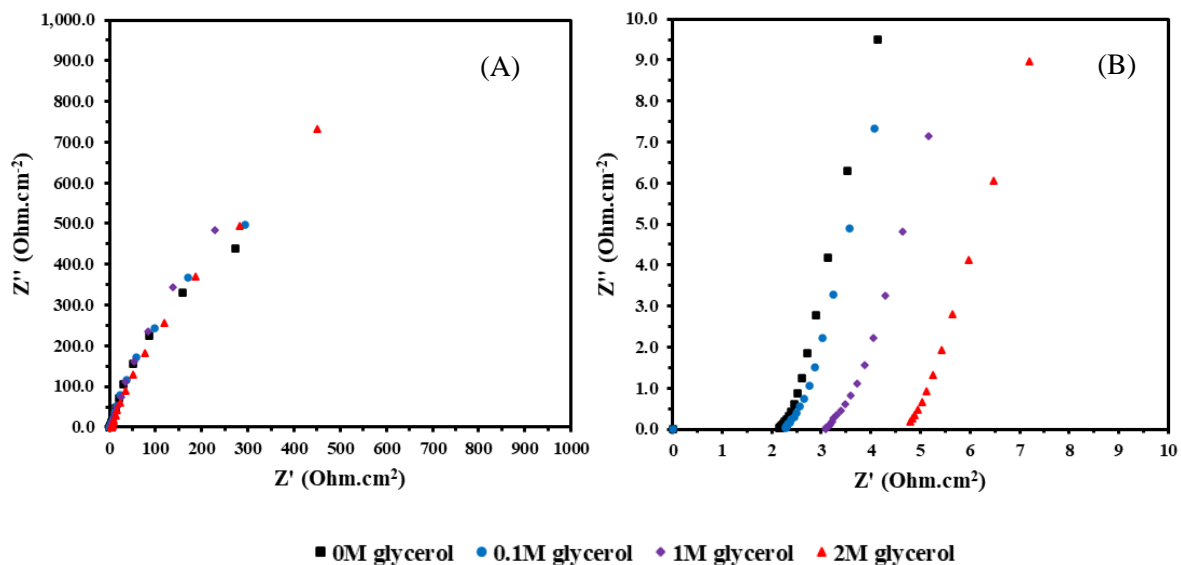 (A)
Z'' (Ohm.cm-2)
1,000.0
900.0
800.0
700.0
600.0
500.0
400.0
300.0
200.0
100.0
0.0
0 100 200 300 400 500 600 700 800 900 1000
Z' (Ohm.cm2)
(B)
Z'' (Ohm.cm-2)
10.0
9.0
8.0
7.0
6.0
5.0
4.0
3.0
2.0
1.0
0.0
0 1 2 3 4 5 6 7 8 9 10
Z' (Ohm.cm2)
0M glycerol 0.1M glycerol 1M glycerol 2M glycerol